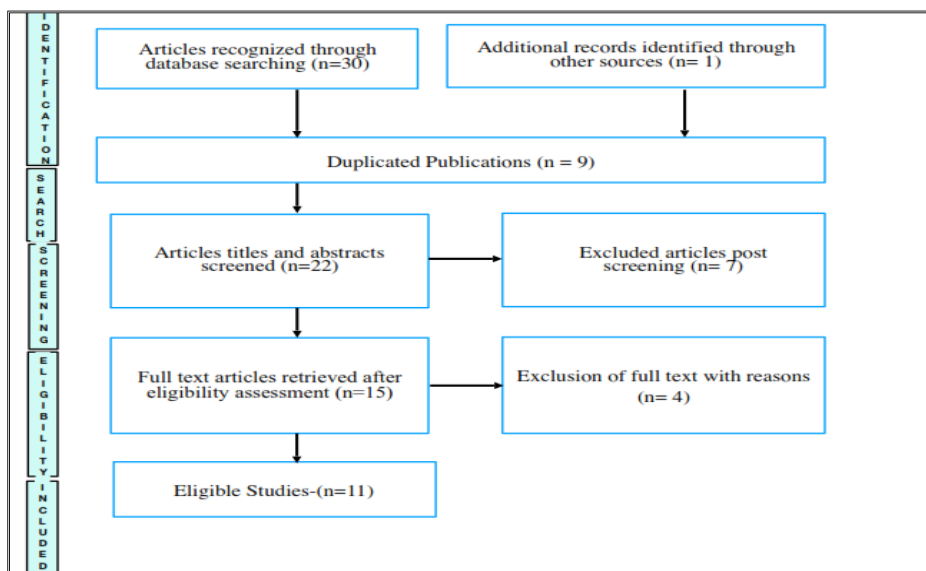 IDENTIFICATION
Articles recognized through
database searching (n=30)
Additional records identified through
other sources (n= 1)
Duplicated Publications (n = 9)
SEARCH
Articles titles and abstracts
screened (n=22)
Excluded articles post
screening (n= 7)
SCREENING
Full text articles retrieved after
eligibility assessment (n=15)
Exclusion of full text with reasons
(n= 4)
ELIGIBILITY
Eligible Studies-(n=11)
INCLUDED